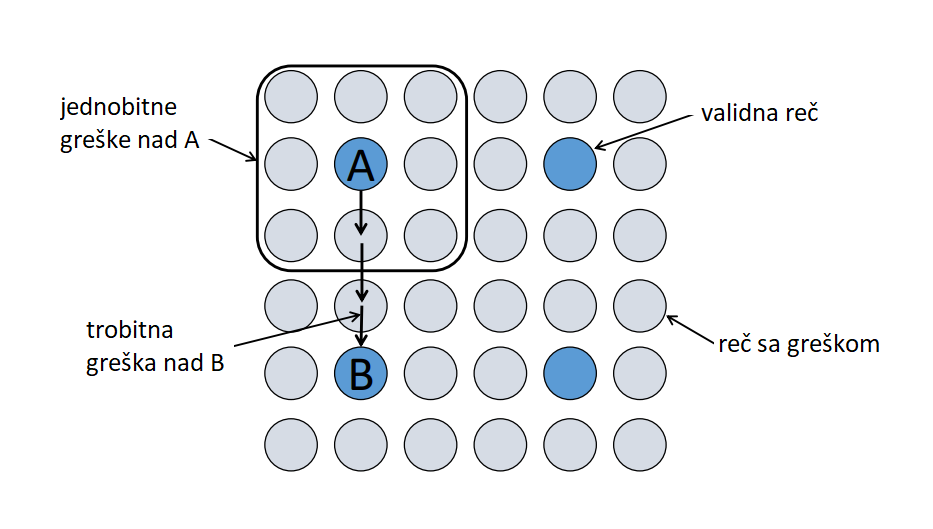 jednobitne
greške nad A
validna reč
A
trobitna
greška nad B
reč sa greškom
B